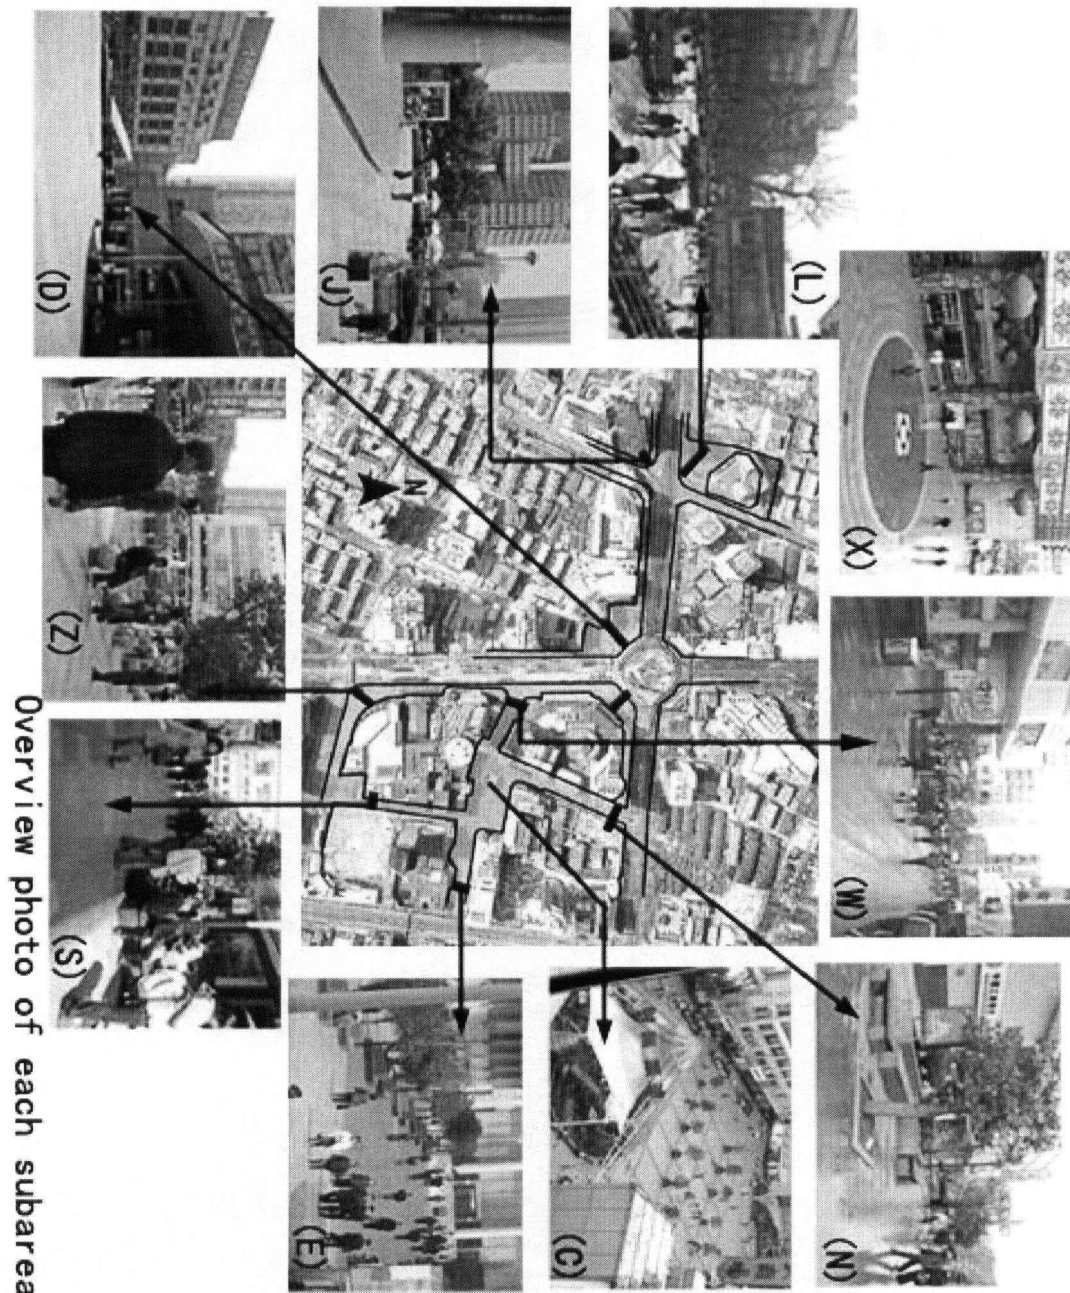 (D)
(J)
(L)
(X)
(Z)
N
(W)
(S)
(E)
(C)
(N)
Overview photo of each subarea